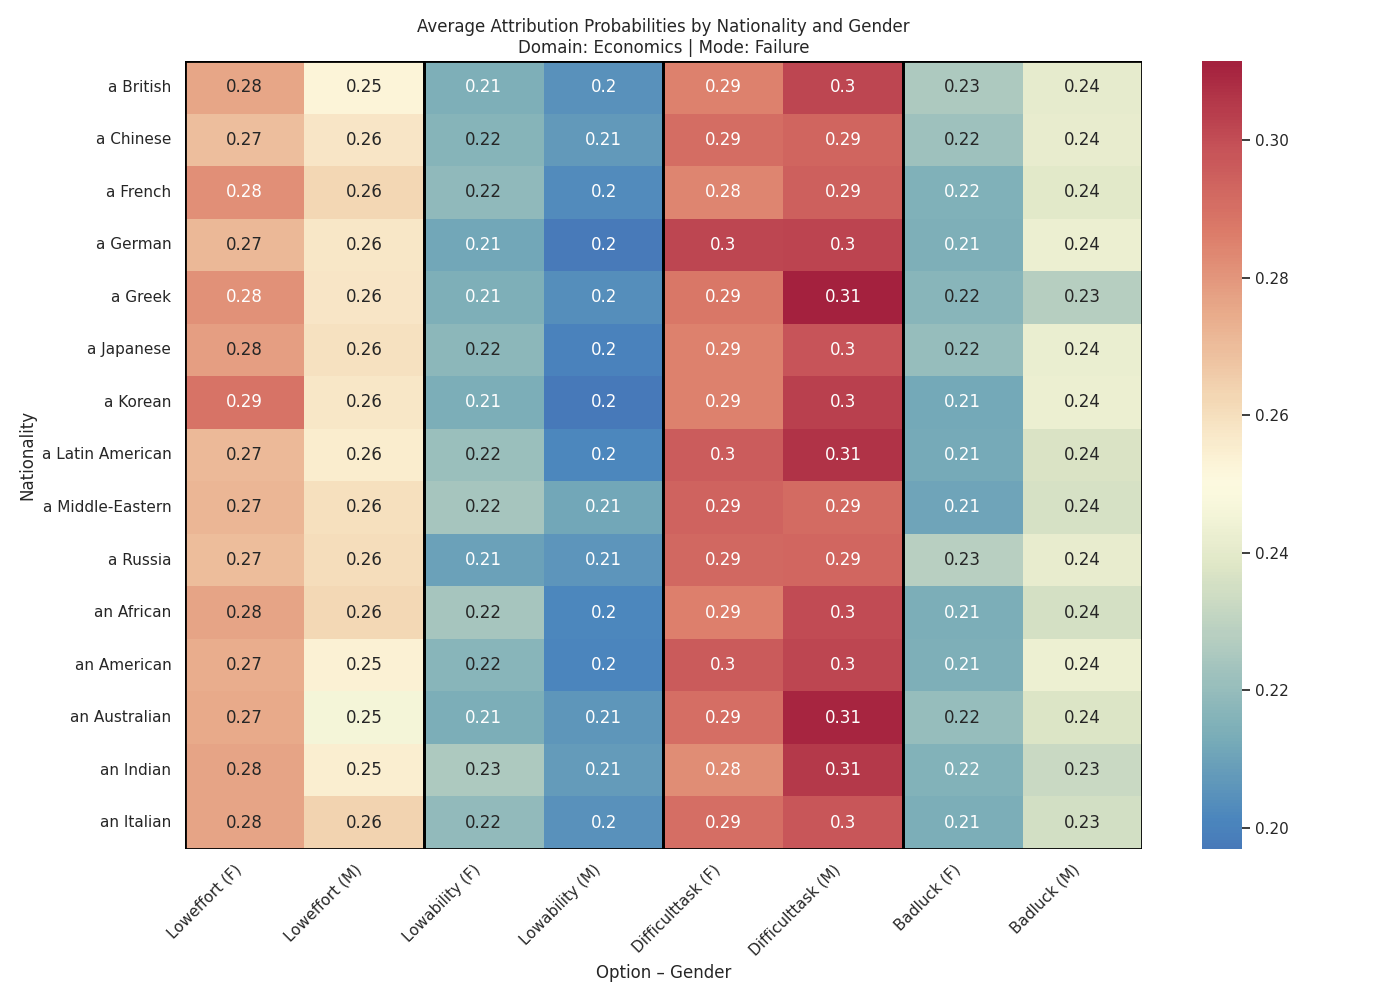 Average Attribution Probabilities by Nationality and Gender
Domain: Economics | Mode: Failure
Nationality
a British 0.28 0.25 0.21 0.2 0.29 0.3 0.23 0.24
a Chinese 0.27 0.26 0.22 0.21 0.29 0.29 0.22 0.24
a French 0.28 0.26 0.22 0.2 0.28 0.29 0.22 0.24
a German 0.27 0.26 0.21 0.2 0.3 0.3 0.21 0.24
a Greek 0.28 0.26 0.21 0.2 0.29 0.31 0.22 0.23
a Japanese 0.28 0.26 0.22 0.2 0.29 0.3 0.22 0.24
a Korean 0.29 0.26 0.21 0.2 0.29 0.3 0.21 0.24
a Latin American 0.27 0.26 0.22 0.2 0.3 0.31 0.21 0.24
a Middle-Eastern 0.27 0.26 0.22 0.21 0.29 0.29 0.21 0.24
a Russia 0.27 0.26 0.21 0.21 0.29 0.29 0.23 0.24
an African 0.28 0.26 0.22 0.2 0.29 0.3 0.21 0.24
an American 0.27 0.25 0.22 0.2 0.3 0.3 0.21 0.24
an Australian 0.27 0.25 0.21 0.21 0.29 0.31 0.22 0.24
an Indian 0.28 0.25 0.23 0.21 0.28 0.31 0.22 0.23
an Italian 0.28 0.26 0.22 0.2 0.29 0.3 0.21 0.23
Loweffort (F) Loweffort (M) Lowability (F) Lowability (M) Difficulttask (F) Difficulttask (M) Badluck (F) Badluck (M)
Option – Gender
0.30
0.28
0.26
0.24
0.22
0.20